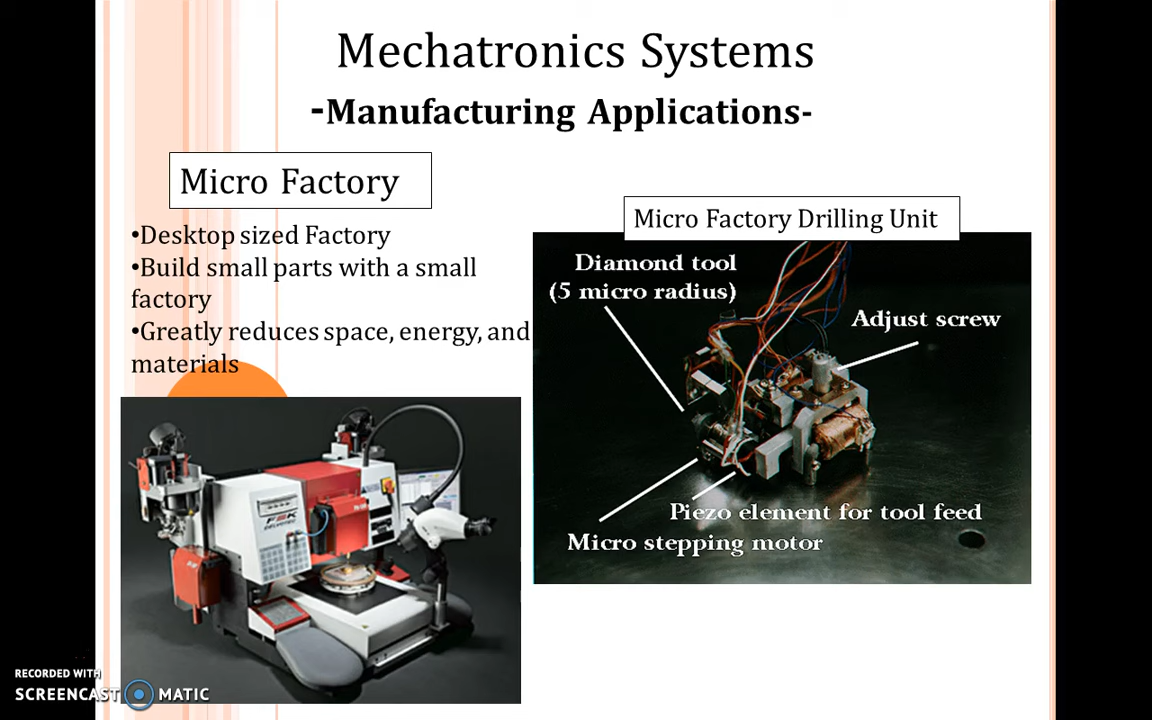 Mechatronics Systems
-Manufacturing Applications-
Micro Factory
•Desktop sized Factory
•Build small parts with a small
factory
•Greatly reduces space, energy, and
materials
Micro Factory Drilling Unit
Diamond tool
(5 micro radius)
Adjust screw
Piezo element for tool feed
Micro stepping motor
RECORDED WITH
SCREENCAST MATIC